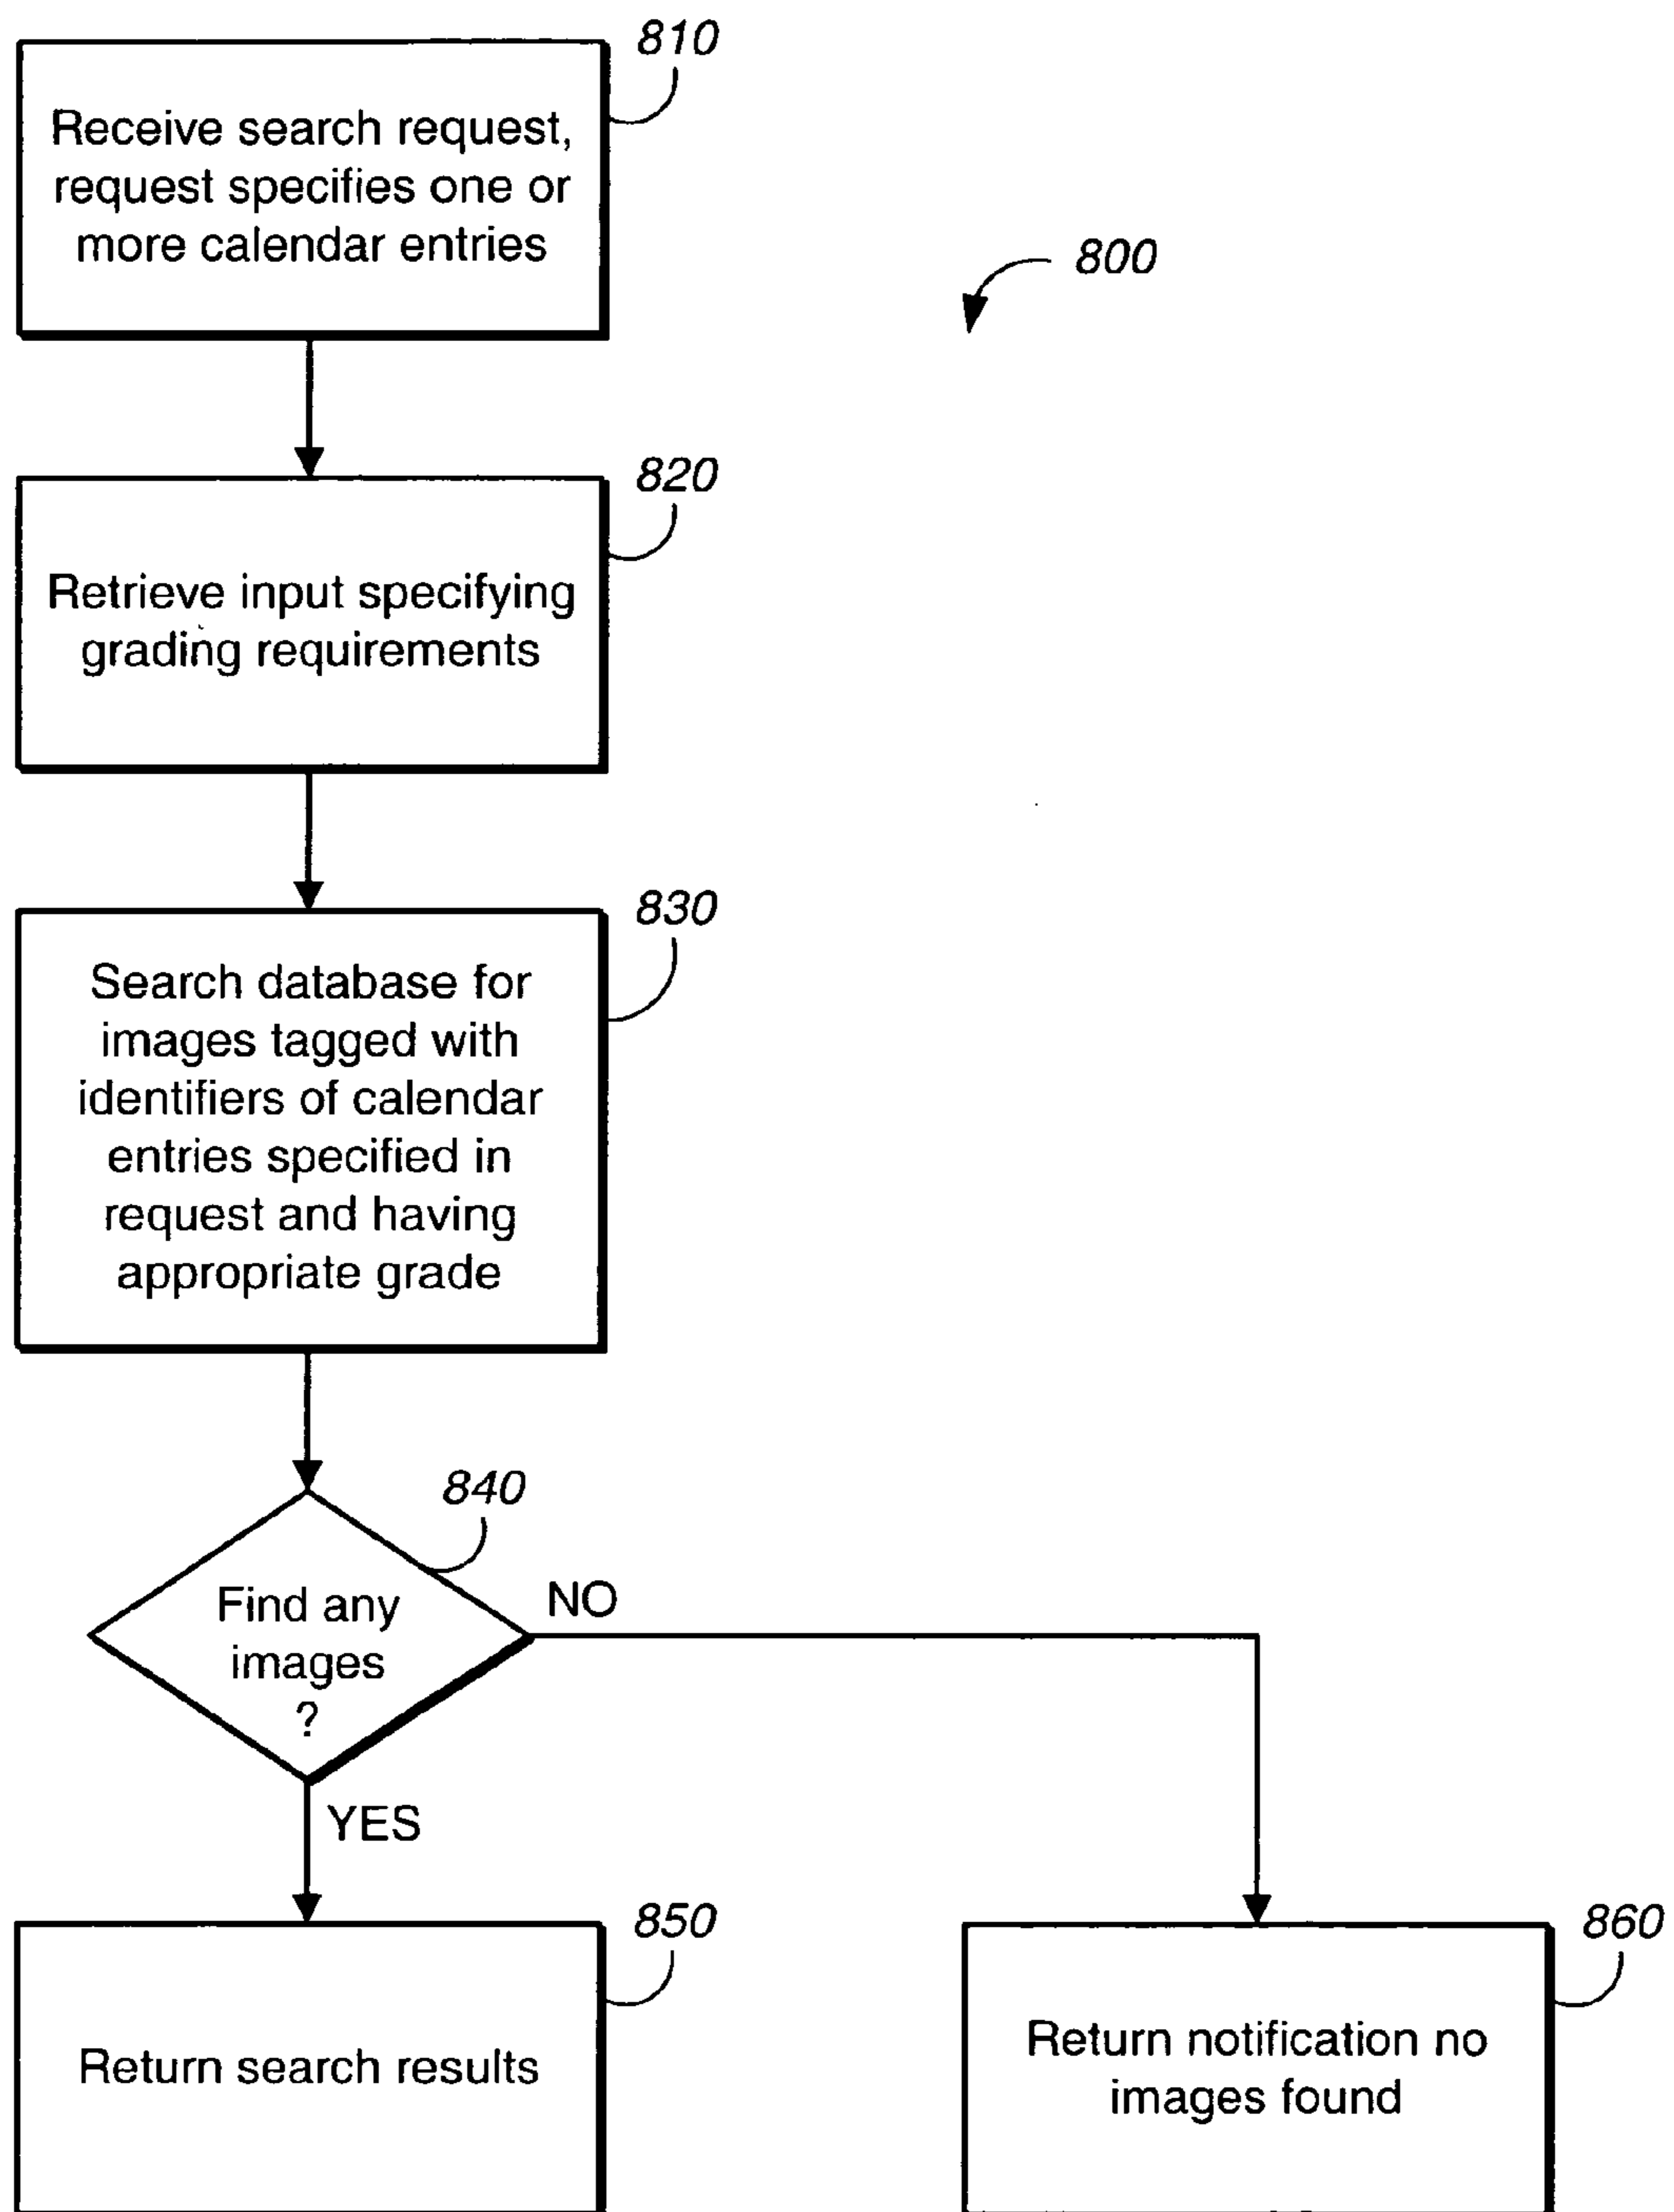 810
Receive search request,
request specifies one or
more calendar entries
800
820
Retrieve input specifying
grading requirements
830
Search database for
images tagged with
identifiers of calendar
entries specified in
request and having
appropriate grade
840
Find any
images
?
NO
YES
850
Return search results
860
Return notification no
images found